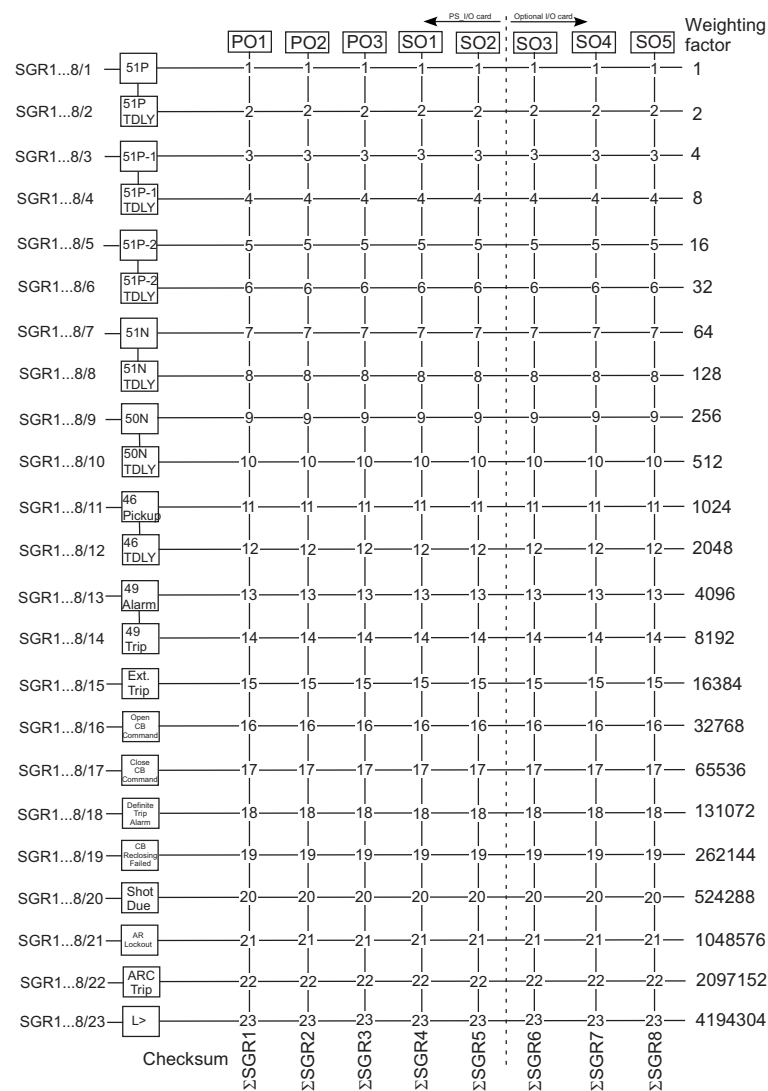 PS_I/O card Optional I/O card
Weighting
factor
PO1 PO2 PO3 SO1 SO2 SO3 SO4 SO5
SGR1...8/1 51P 1 1 1 1 1 1 1 1 1
SGR1...8/2 51P TDLY 2 2 2 2 2 2 2 2 2
SGR1...8/3 51P-1 3 3 3 3 3 3 3 3 4
SGR1...8/4 51P-1 TDLY 4 4 4 4 4 4 4 4 8
SGR1...8/5 51P-2 5 5 5 5 5 5 5 5 16
SGR1...8/6 51P-2 TDLY 6 6 6 6 6 6 6 6 32
SGR1...8/7 51N 7 7 7 7 7 7 7 7 64
SGR1...8/8 51N TDLY 8 8 8 8 8 8 8 8 128
SGR1...8/9 50N 9 9 9 9 9 9 9 9 256
SGR1...8/10 50N TDLY 10 10 10 10 10 10 10 10 512
SGR1...8/11 46 Pickup 11 11 11 11 11 11 11 11 1024
SGR1...8/12 46 TDLY 12 12 12 12 12 12 12 12 2048
SGR1...8/13 49 Alarm 13 13 13 13 13 13 13 13 4096
SGR1...8/14 49 Trip 14 14 14 14 14 14 14 14 8192
SGR1...8/15 Ext. Trip 15 15 15 15 15 15 15 15 16384
SGR1...8/16 Open CB Command 16 16 16 16 16 16 16 16 32768
SGR1...8/17 Close CB Command 17 17 17 17 17 17 17 17 65536
SGR1...8/18 Definite Trip Alarm 18 18 18 18 18 18 18 18 131072
SGR1...8/19 CB Reclosing Failed 19 19 19 19 19 19 19 19 262144
SGR1...8/20 Shot Due 20 20 20 20 20 20 20 20 524288
SGR1...8/21 AR Lockout 21 21 21 21 21 21 21 21 1048576
SGR1...8/22 ARC Trip 22 22 22 22 22 22 22 22 2097152
SGR1...8/23 L> 23 23 23 23 23 23 23 23 4194304
Checksum ΣSGR1 ΣSGR2 ΣSGR3 ΣSGR4 ΣSGR5 ΣSGR6 ΣSGR7 ΣSGR8